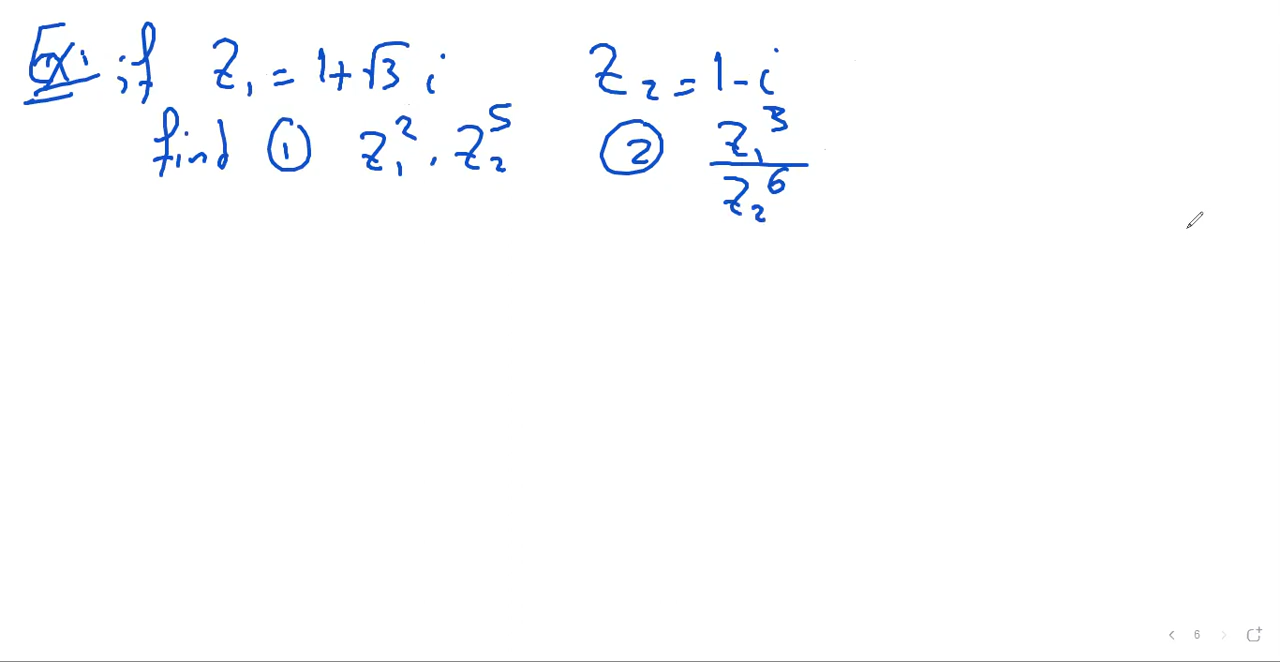 Ex: if Z₁ = 1+√3 i Z₂ = 1-i
find ① Z₁² . Z₂⁵ ② Z₁³/Z₂⁶
6